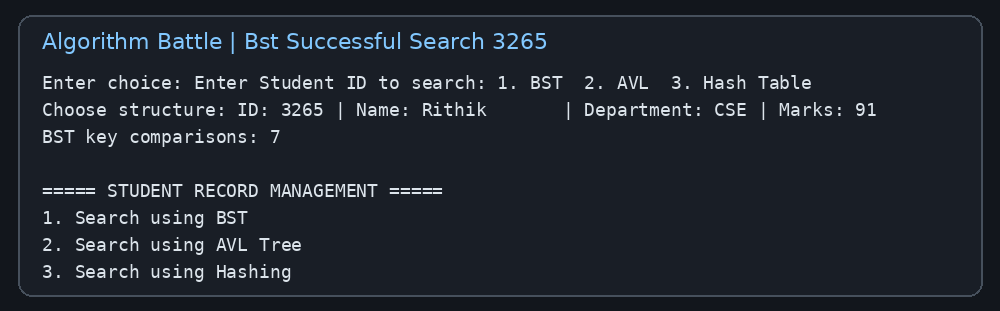 Algorithm Battle | Bst Successful Search 3265
Enter choice: Enter Student ID to search: 1. BST  2. AVL  3. Hash Table
Choose structure: ID: 3265 | Name: Rithik       | Department: CSE | Marks: 91
BST key comparisons: 7
===== STUDENT RECORD MANAGEMENT =====
1. Search using BST
2. Search using AVL Tree
3. Search using Hashing